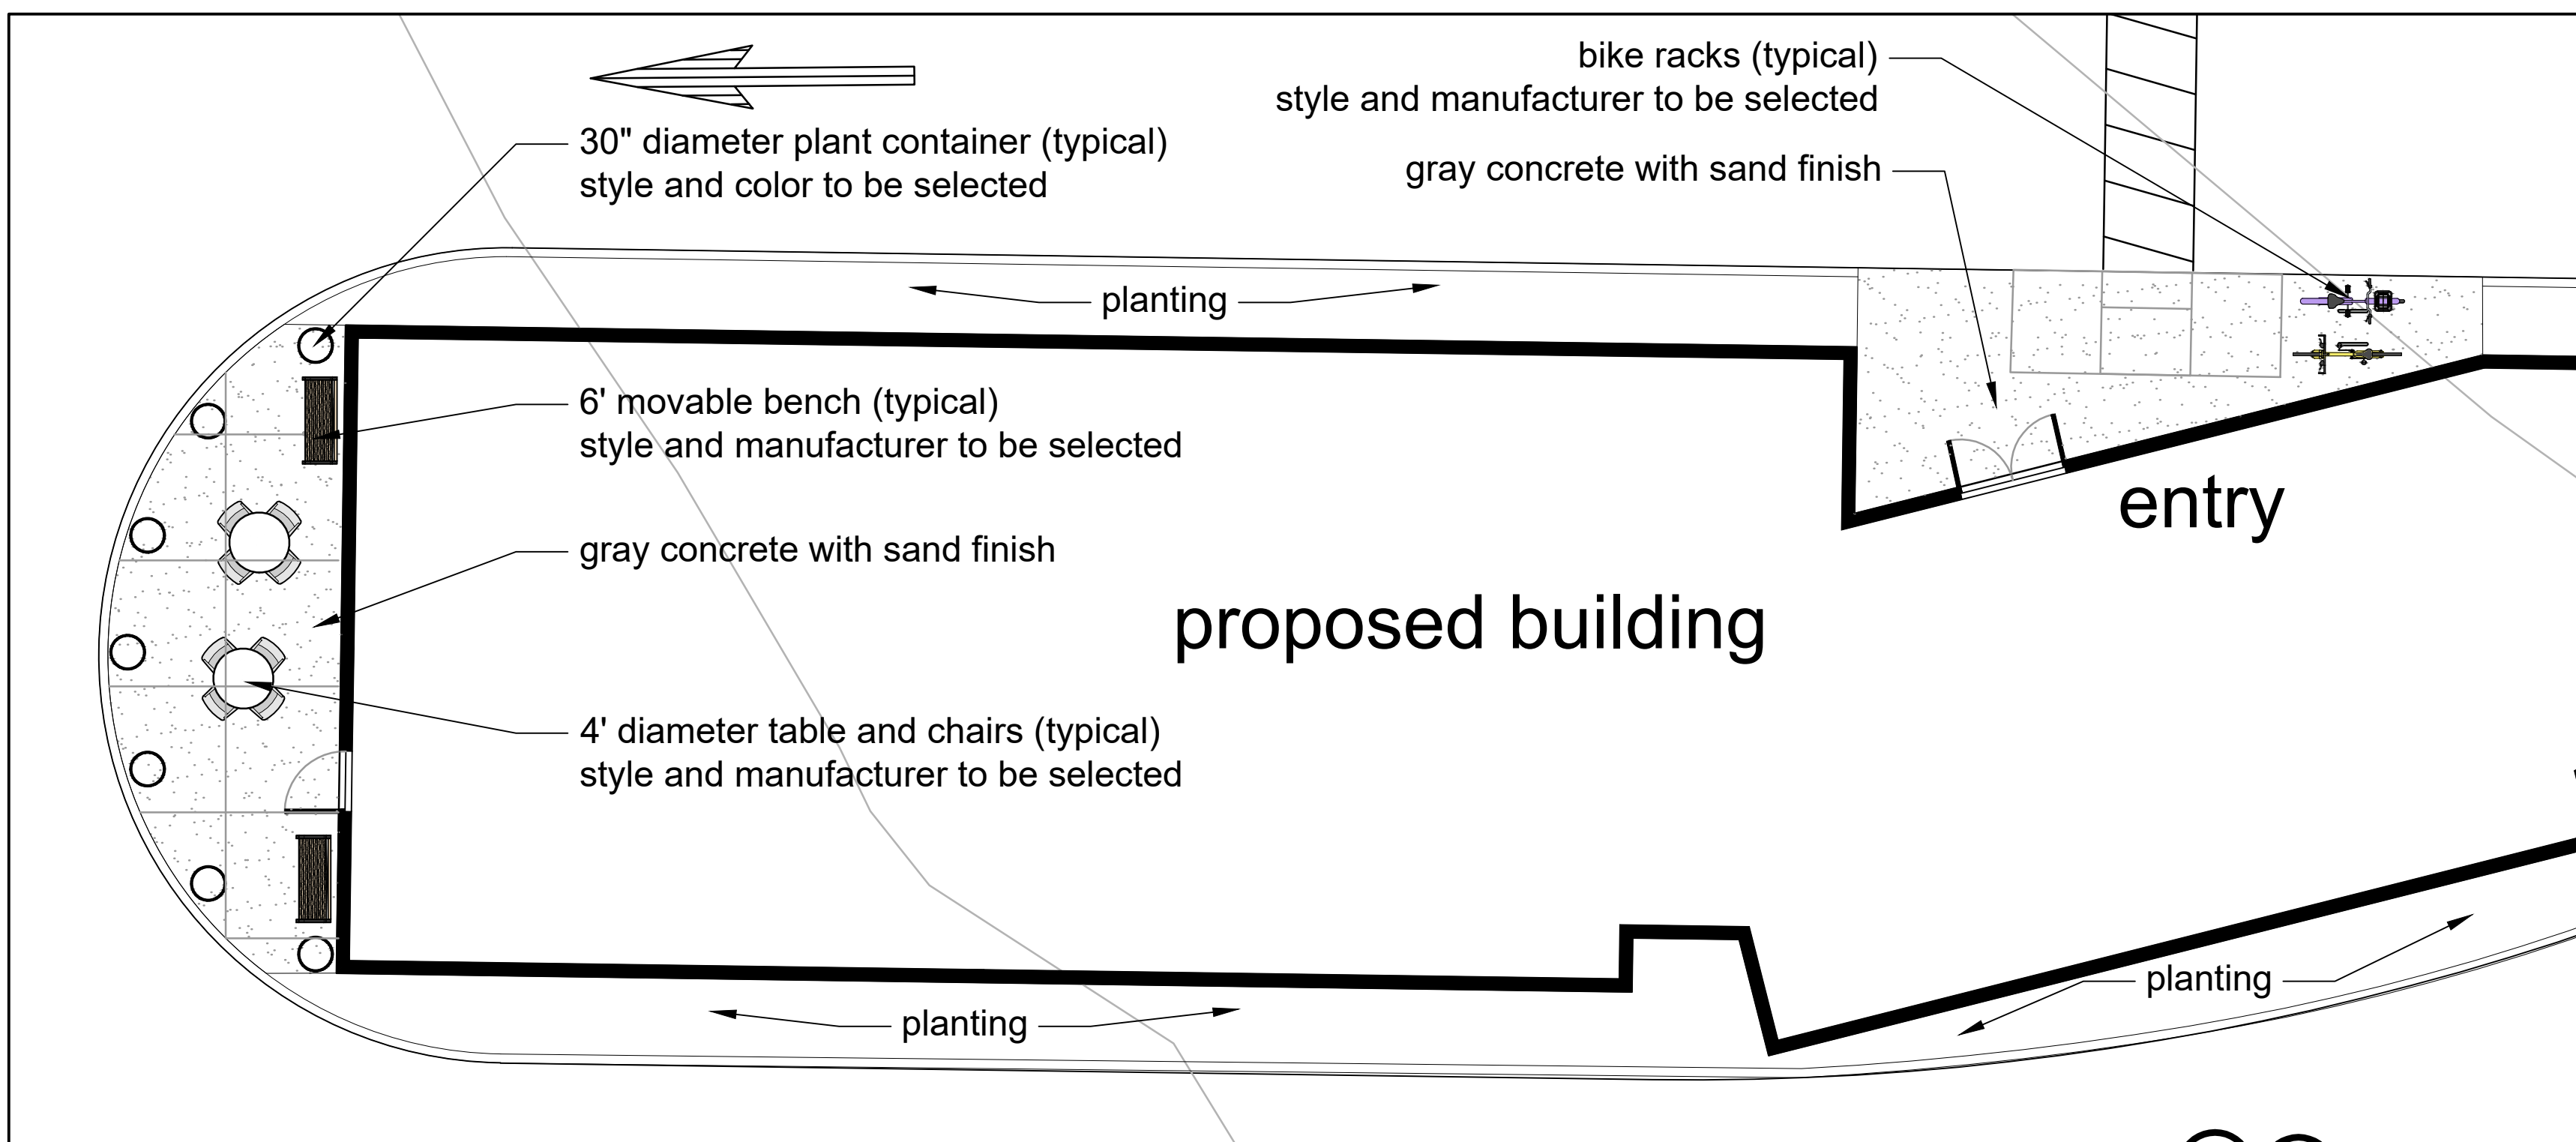 bike racks (typical)
style and manufacturer to be selected
30" diameter plant container (typical)
style and color to be selected
gray concrete with sand finish
planting
6' movable bench (typical)
style and manufacturer to be selected
entry
gray concrete with sand finish
proposed building
4' diameter table and chairs (typical)
style and manufacturer to be selected
planting
planting